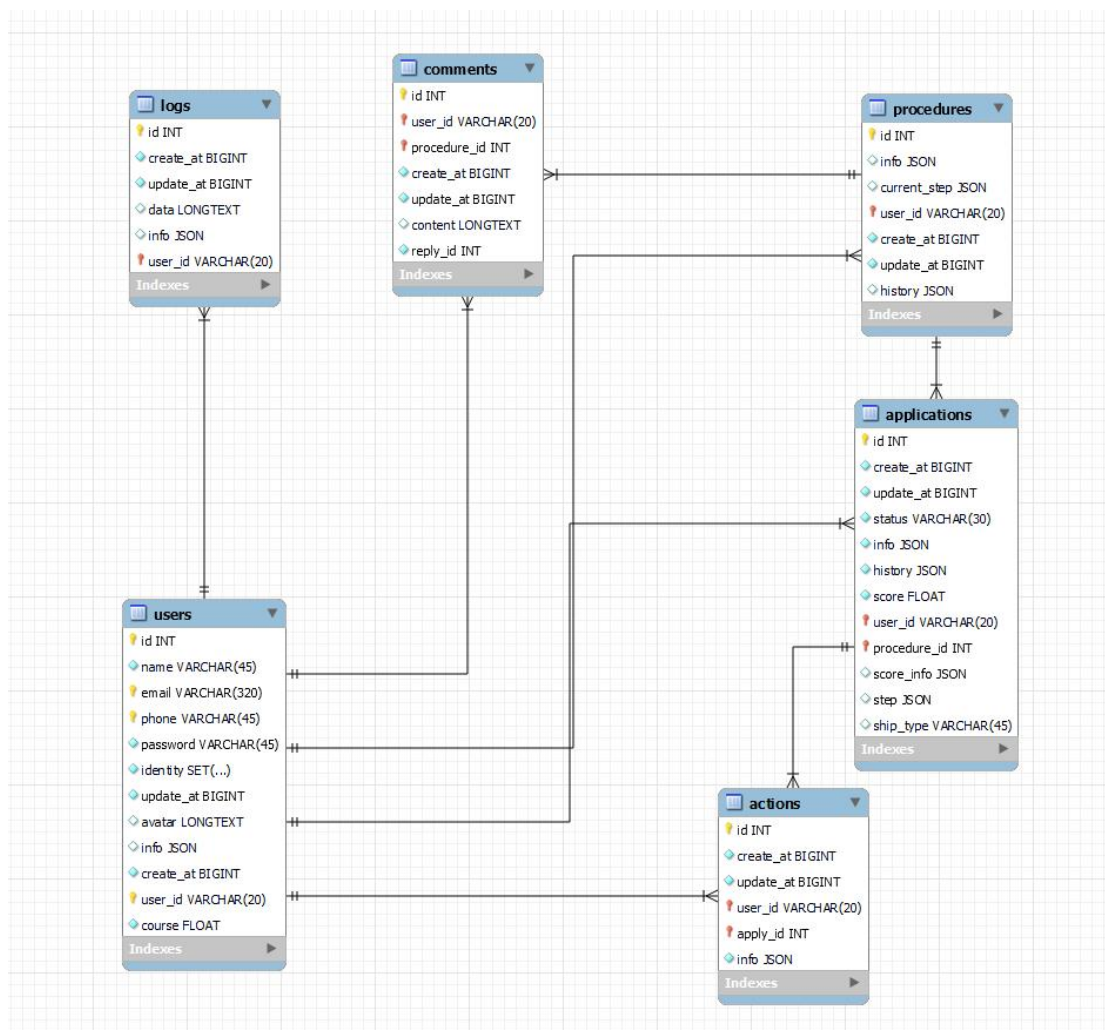 logs
id INT
create_at BIGINT
update_at BIGINT
data LONGTEXT
info JSON
user_id VARCHAR(20)
Indexes
comments
id INT
user_id VARCHAR(20)
procedure_id INT
create_at BIGINT
update_at BIGINT
content LONGTEXT
reply_id INT
Indexes
procedures
id INT
info JSON
current_step JSON
user_id VARCHAR(20)
create_at BIGINT
update_at BIGINT
history JSON
Indexes
applications
id INT
create_at BIGINT
update_at BIGINT
status VARCHAR(30)
info JSON
history JSON
score FLOAT
user_id VARCHAR(20)
procedure_id INT
score_info JSON
step JSON
ship_type VARCHAR(45)
Indexes
users
id INT
name VARCHAR(45)
email VARCHAR(320)
phone VARCHAR(45)
password VARCHAR(45)
identity SET(...)
update_at BIGINT
avatar LONGTEXT
info JSON
create_at BIGINT
user_id VARCHAR(20)
course FLOAT
Indexes
actions
id INT
create_at BIGINT
update_at BIGINT
user_id VARCHAR(20)
apply_id INT
info JSON
Indexes